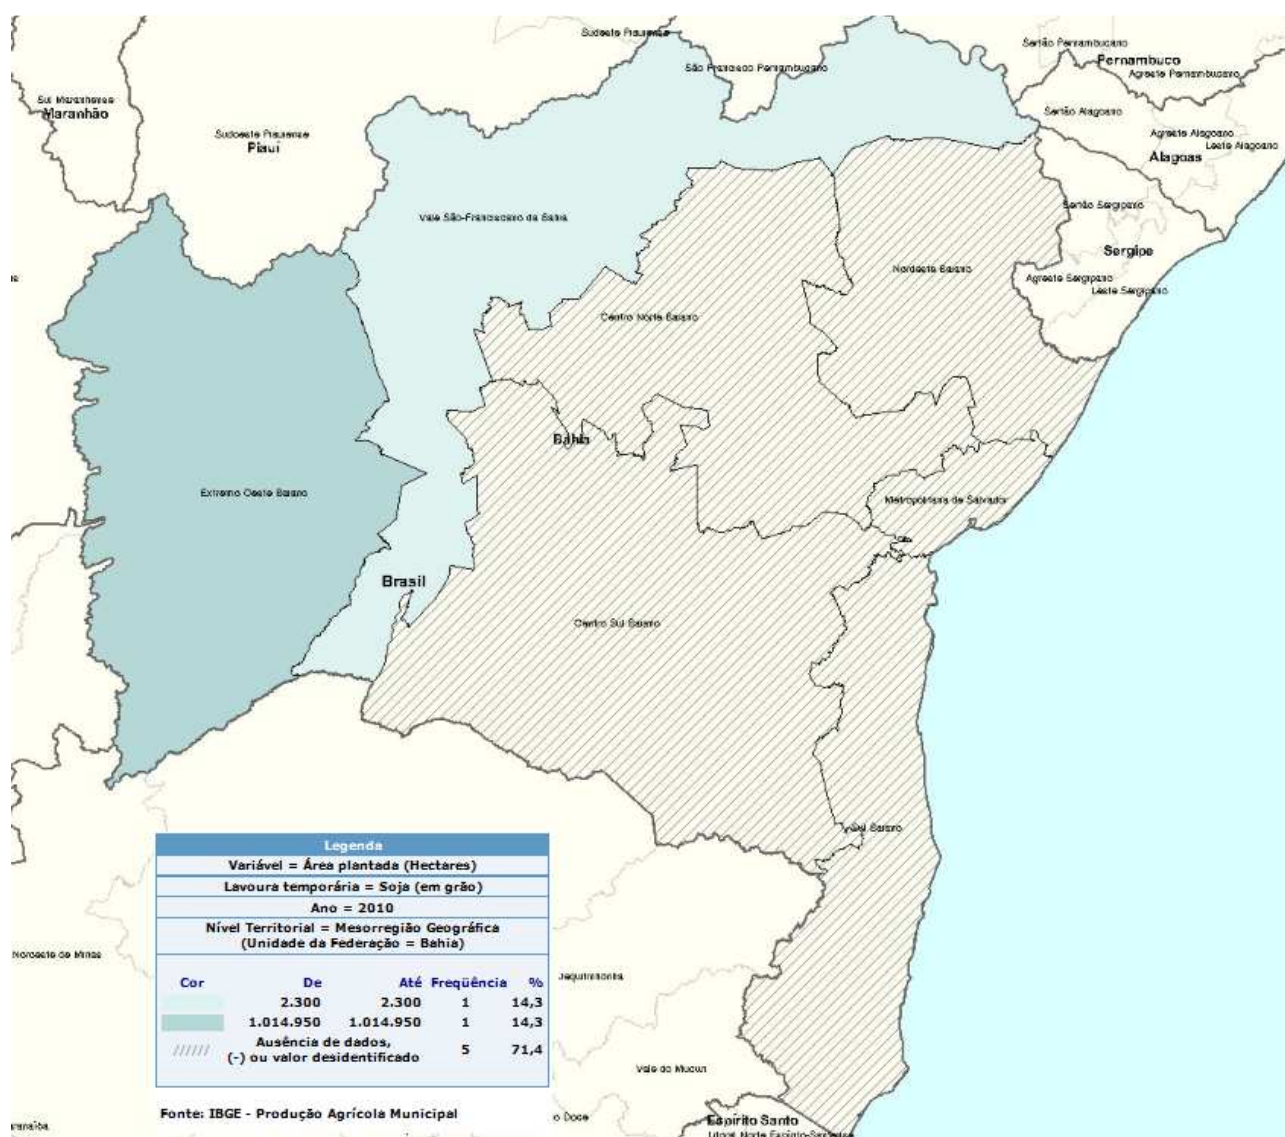 Sudoeste Piauiense
Sertão Pernambucano
Pernambuco
São Francisco Pernambucano
Agreste Pernambucano
Sul Maranhense
Maranhão
Sertão Alagoano
Sudoeste Piauiense
Piauí
Agreste Alagoano
Leste Alagoano
Alagoas
Sertão Sergipano
Vale São-Franciscano da Bahia
Sergipe
Nordeste Baiano
Agreste Sergipano
Leste Sergipano
Centro Norte Baiano
Bahia
Extremo Oeste Baiano
Metropolitana de Salvador
Brasil
Centro Sul Baiano
Sul Baiano
Legenda
Variável = Área plantada (Hectares)
Lavoura temporária = Soja (em grão)
Ano = 2010
Nível Territorial = Mesorregião Geográfica
(Unidade da Federação = Bahia)
Noroeste de Minas
Jequitinhonha
Cor De Até Freqüência %
2.300 2.300 1 14,3
1.014.950 1.014.950 1 14,3
Ausência de dados,
(-) ou valor desidentificado 5 71,4
Vale do Mucuri
Fonte: IBGE - Produção Agrícola Municipal
o Doce
Espírito Santo
Litoral Norte Espírito-Santense
aranaíba